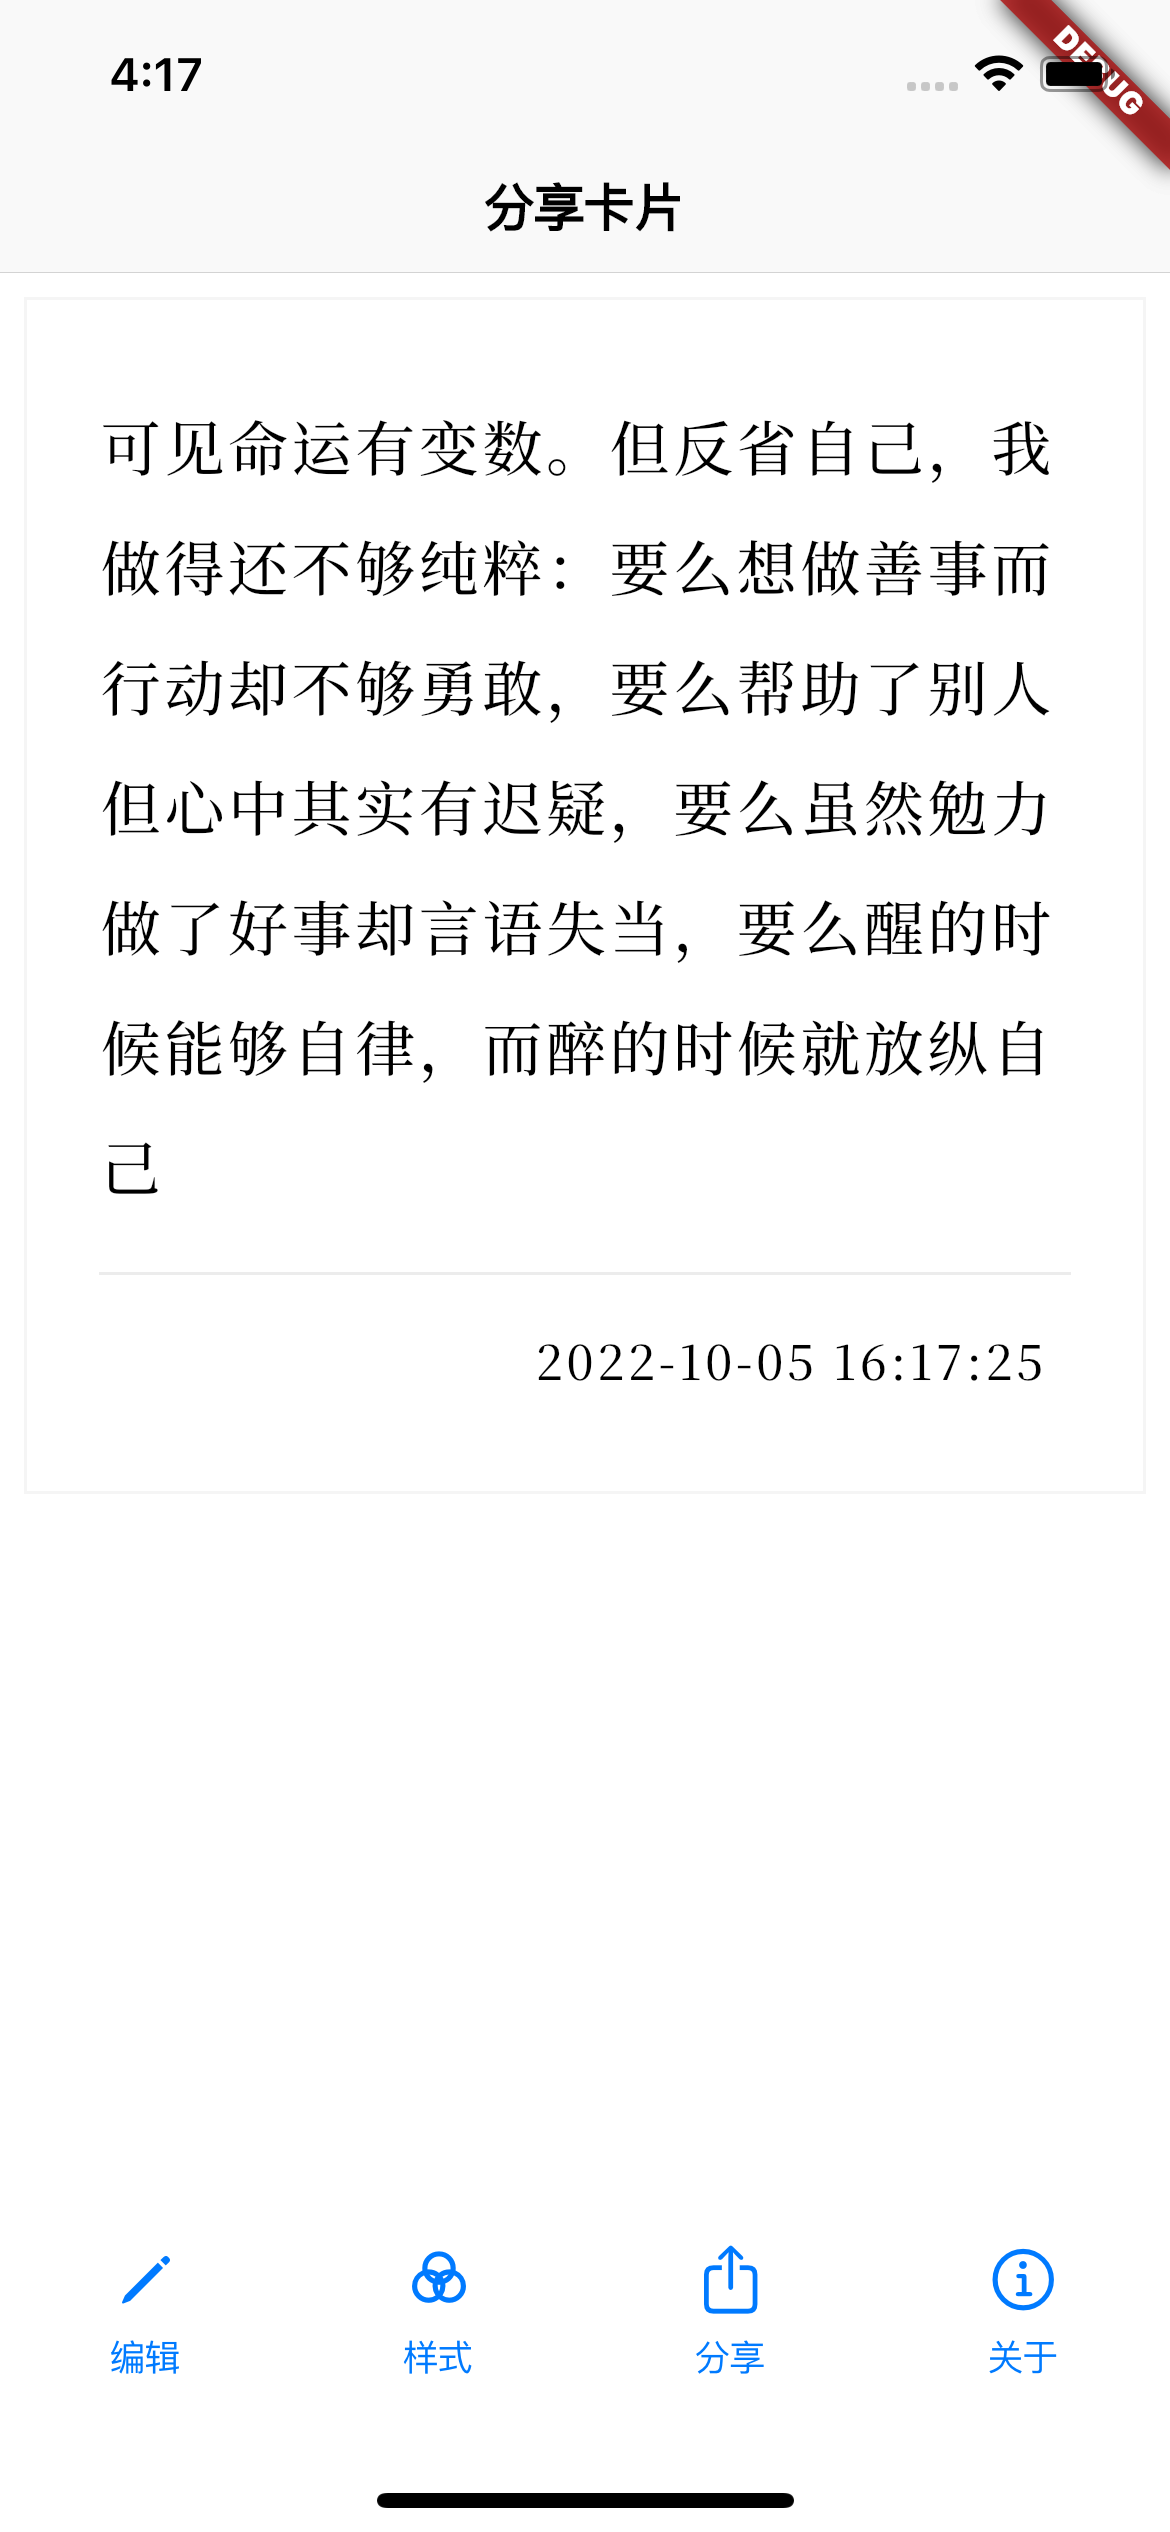 4:17
DEBUG
分享卡片
可见命运有变数。但反省自己，我
做得还不够纯粹：要么想做善事而
行动却不够勇敢，要么帮助了别人
但心中其实有迟疑，要么虽然勉力
做了好事却言语失当，要么醒的时
候能够自律，而醉的时候就放纵自
己
2022-10-05 16:17:25
编辑
样式
分享
关于